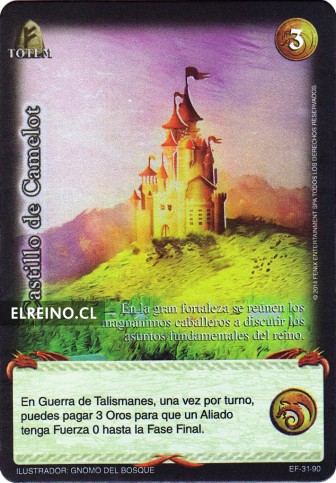 TOTEM
3
Castillo de Camelot
© 2014 FENIX ENTERTAINMENT SPA TODOS LOS DERECHOS RESERVADOS
ELREINO.CL
En la gran fortaleza se reúnen los
magnánimos caballeros a discutir los
asuntos fundamentales del reino.
En Guerra de Talismanes, una vez por turno,
puedes pagar 3 Oros para que un Aliado
tenga Fuerza 0 hasta la Fase Final.
ILUSTRADOR: GNOMO DEL BOSQUE
EF-31-90